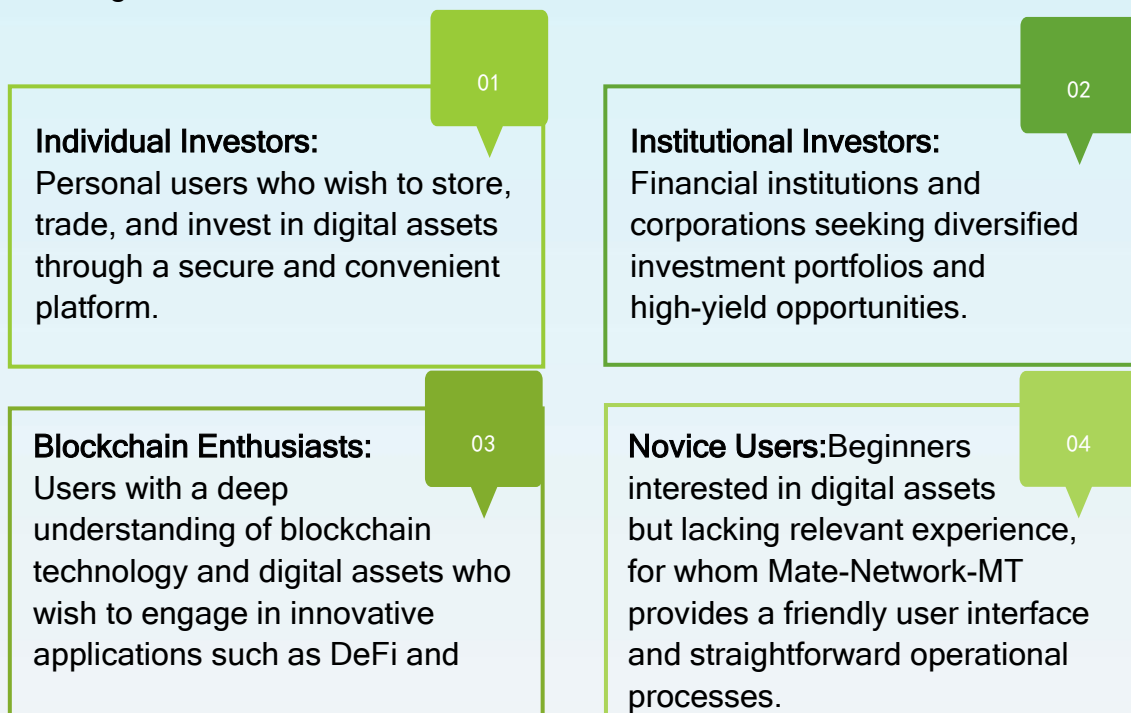 01
Individual Investors:
Personal users who wish to store,
trade, and invest in digital assets
through a secure and convenient
platform.
02
Institutional Investors:
Financial institutions and
corporations seeking diversified
investment portfolios and
high-yield opportunities.
03
Blockchain Enthusiasts:
Users with a deep
understanding of blockchain
technology and digital assets who
wish to engage in innovative
applications such as DeFi and
04
Novice Users:Beginners
interested in digital assets
but lacking relevant experience,
for whom Mate-Network-MT
provides a friendly user interface
and straightforward operational
processes.